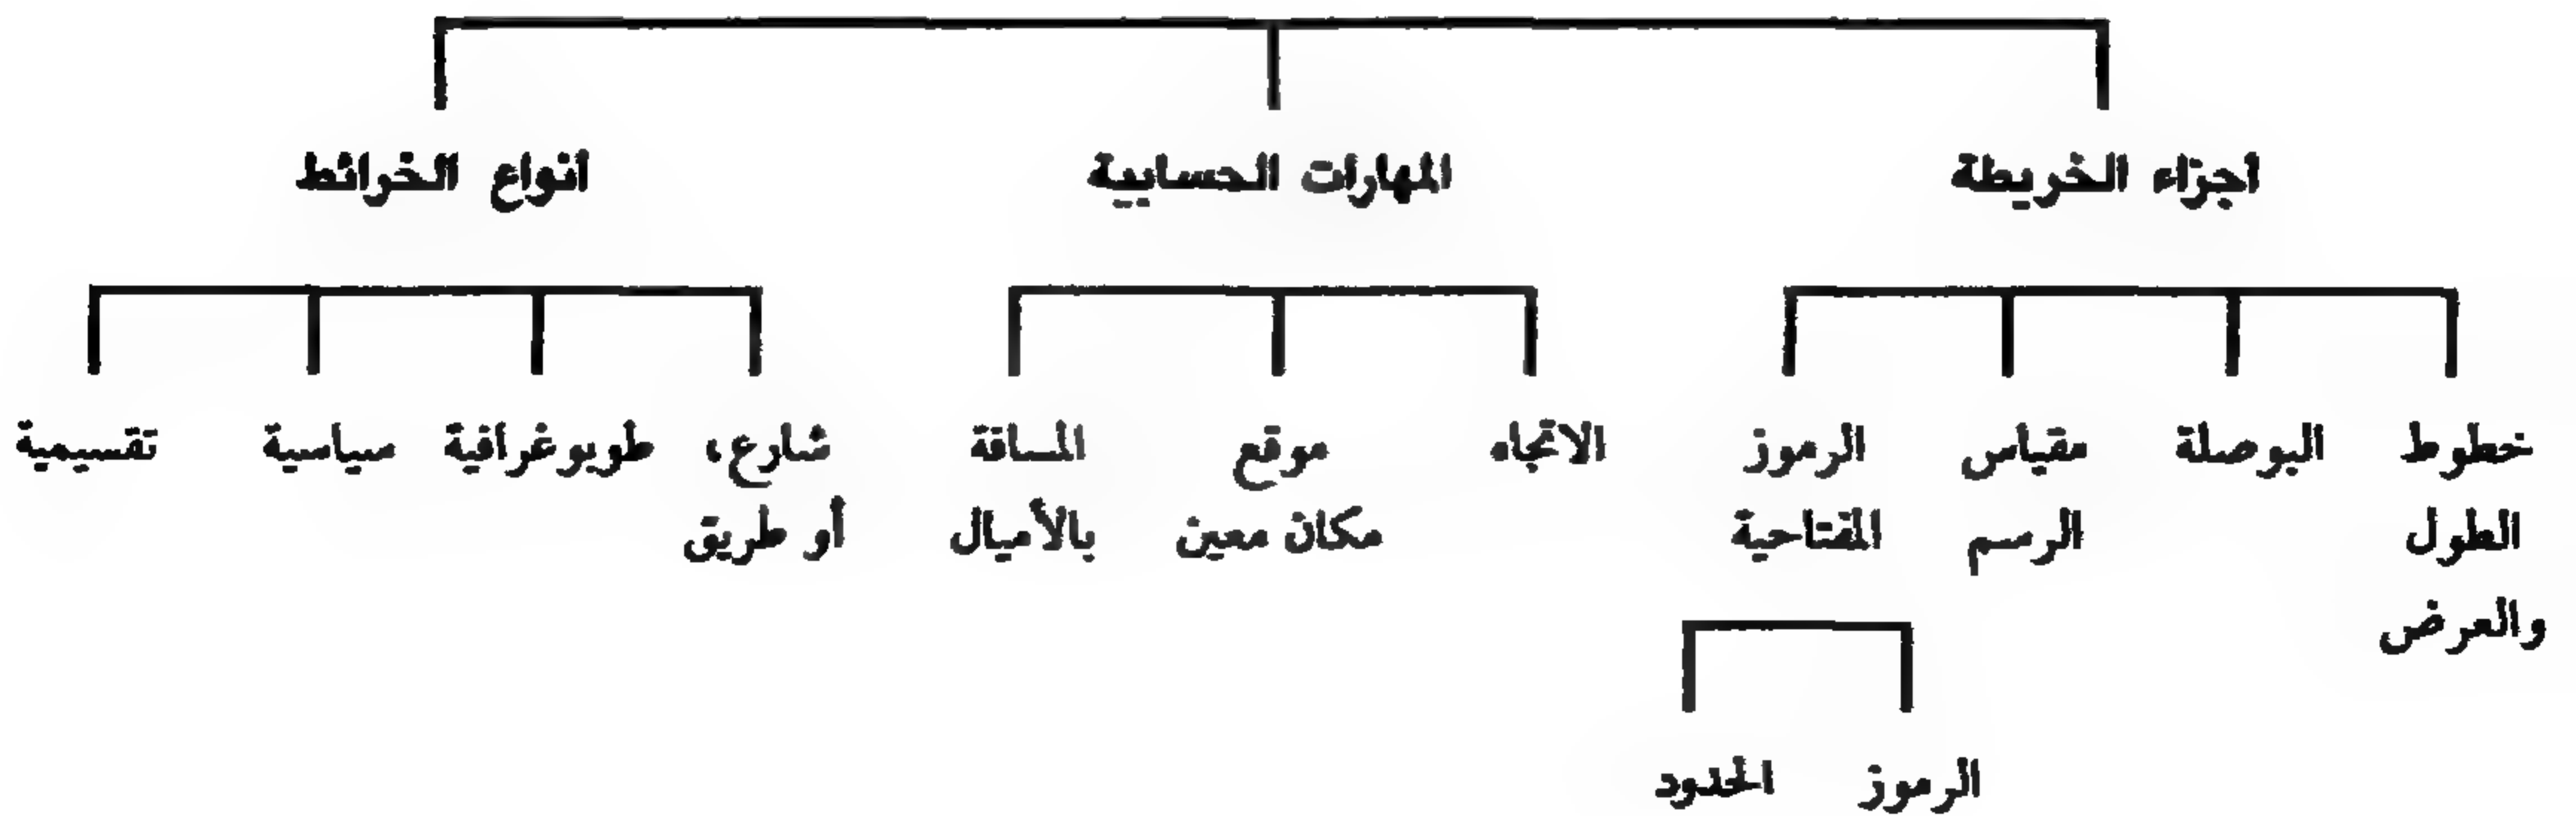 اجزاء الخريطة
المهارات الحسابية
انواع الخرائط
خطوط
الطول
والعرض
البوصلة
مقياس
الرسم
الرموز
المفتاحية
الاتجاه
موقع
مكان معين
المسافة
بالأميال
شارع،
أو طريق
طوبوغرافية
سياسية
تقسيمية
الرموز
الحدود